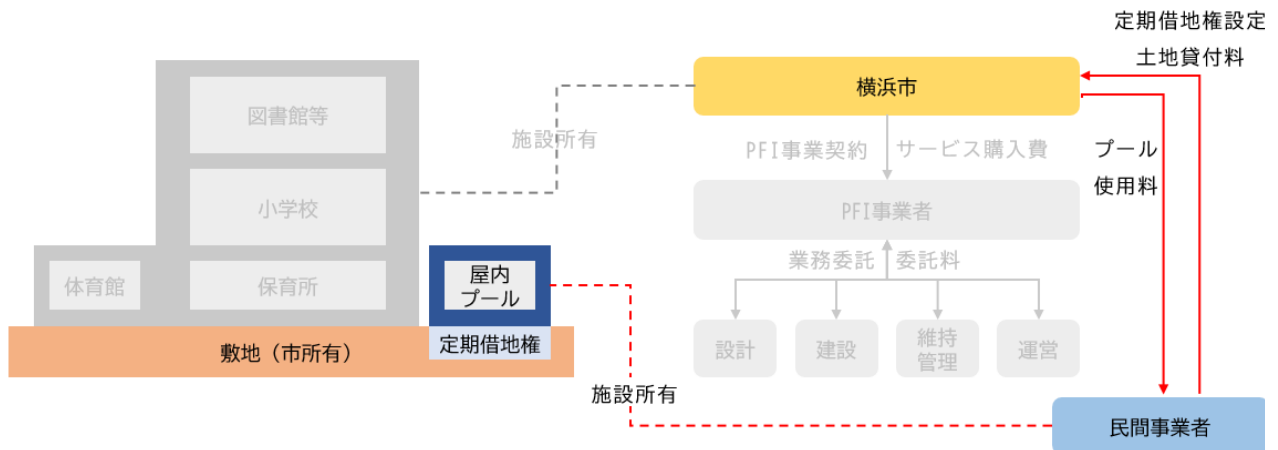 定期借地権設定
土地貸付料
横浜市
図書館等
施設所有
PFI事業契約
サービス購入費
プール
使用料
小学校
PFI事業者
体育館
保育所
屋内
プール
業務委託
委託料
敷地（市所有）
定期借地権
設計
建設
維持
管理
運営
施設所有
民間事業者